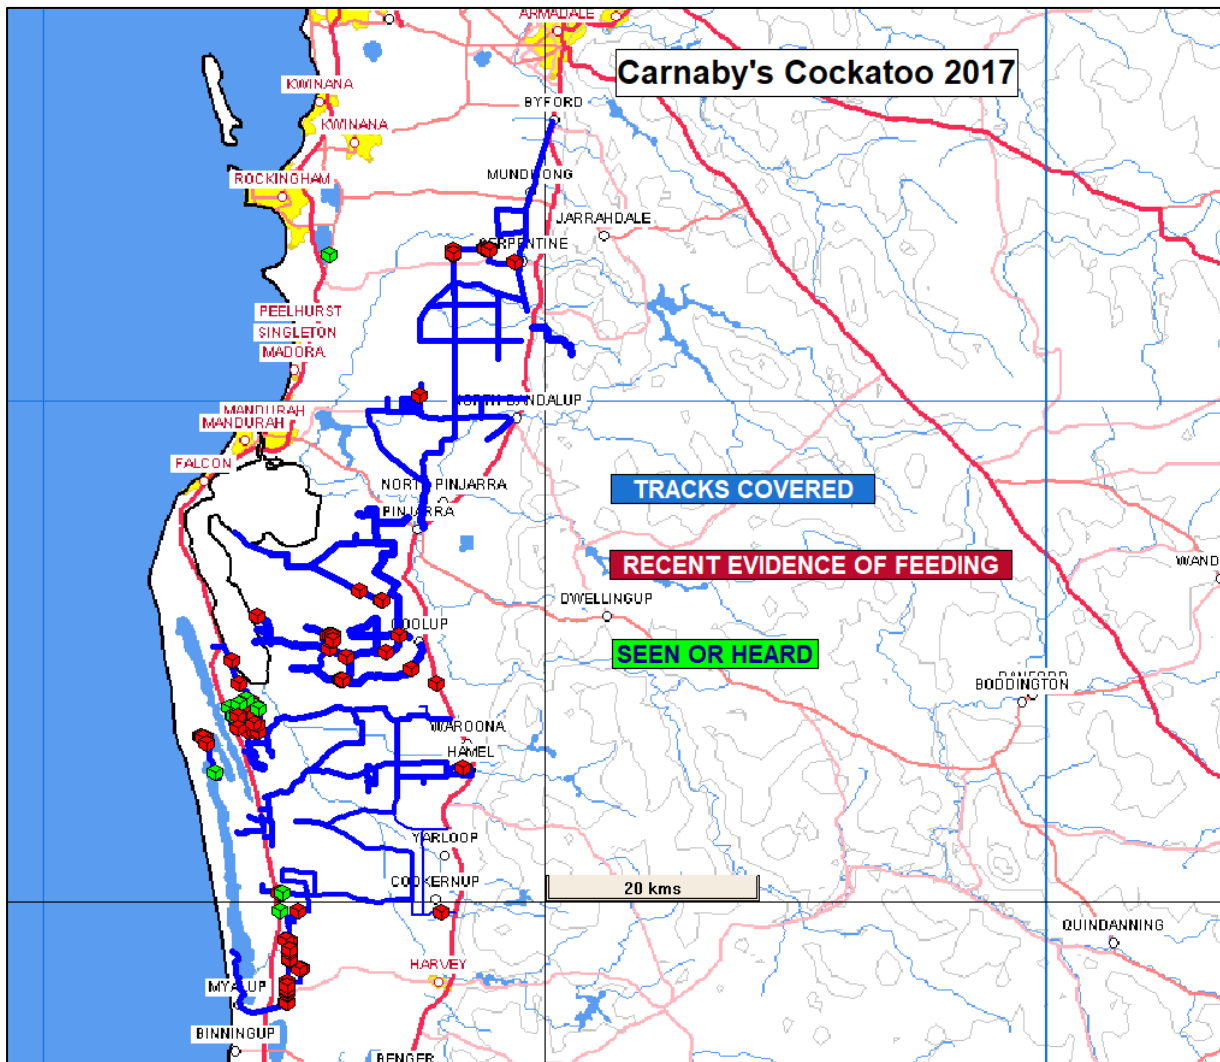 ARMADALE
Carnaby's Cockatoo 2017
KWINANA
BYFORD
KWINANA
MUNDIJONG
ROCKINGHAM
JARRAHDALE
SERPENTINE
PEELHURST
SINGLETON
MADORA
NORTH DANDALUP
MANDURAH
MANDURAH
FALCON
NORTH PINJARRA
TRACKS COVERED
PINJARRA
RECENT EVIDENCE OF FEEDING
WAND
DWELLINGUP
COOLUP
SEEN OR HEARD
BODDINGTON
WAROONA
HAMEL
YARLOOP
COOKERNUP
20 kms
QUINDANNING
HARVEY
MYALUP
BINNINGUP
BENGER